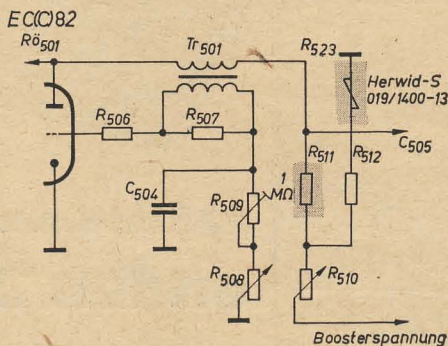 EC(C)82
Rö501
Tr501
R523
Herwid-S
019/1400-13
C505
R506
R507
R511
R512
C504
R509
1
MΩ
R508
R510
Boosterspannung